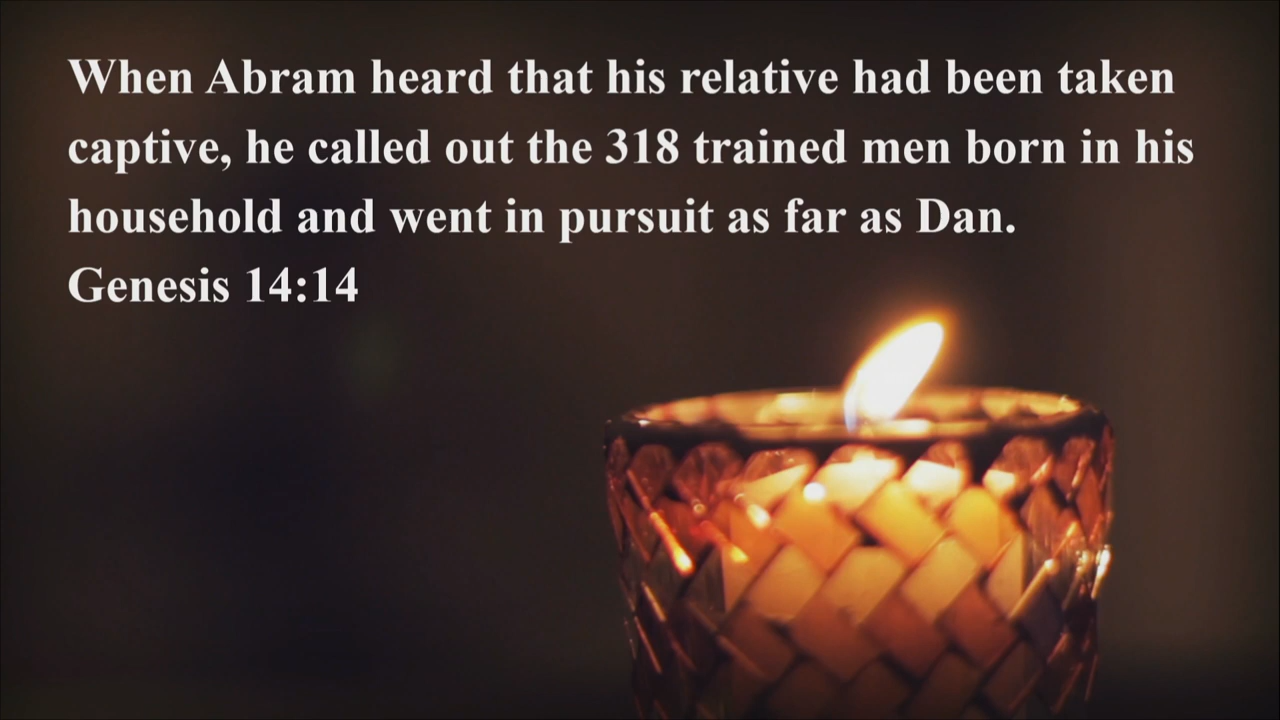 When Abram heard that his relative had been taken
captive, he called out the 318 trained men born in his
household and went in pursuit as far as Dan.
Genesis 14:14